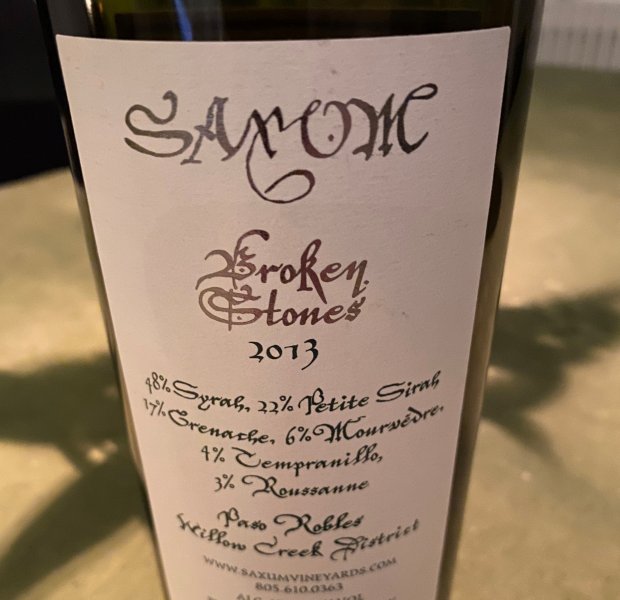 SAXUM
Broken
Stones
2013
48% Syrah, 22% Petite Sirah
17% Grenache, 6% Mourvèdre,
4% Tempranillo,
3% Roussanne
Paso Robles
Willow Creek District
WWW.SAXUMVINEYARDS.COM
805.610.0363